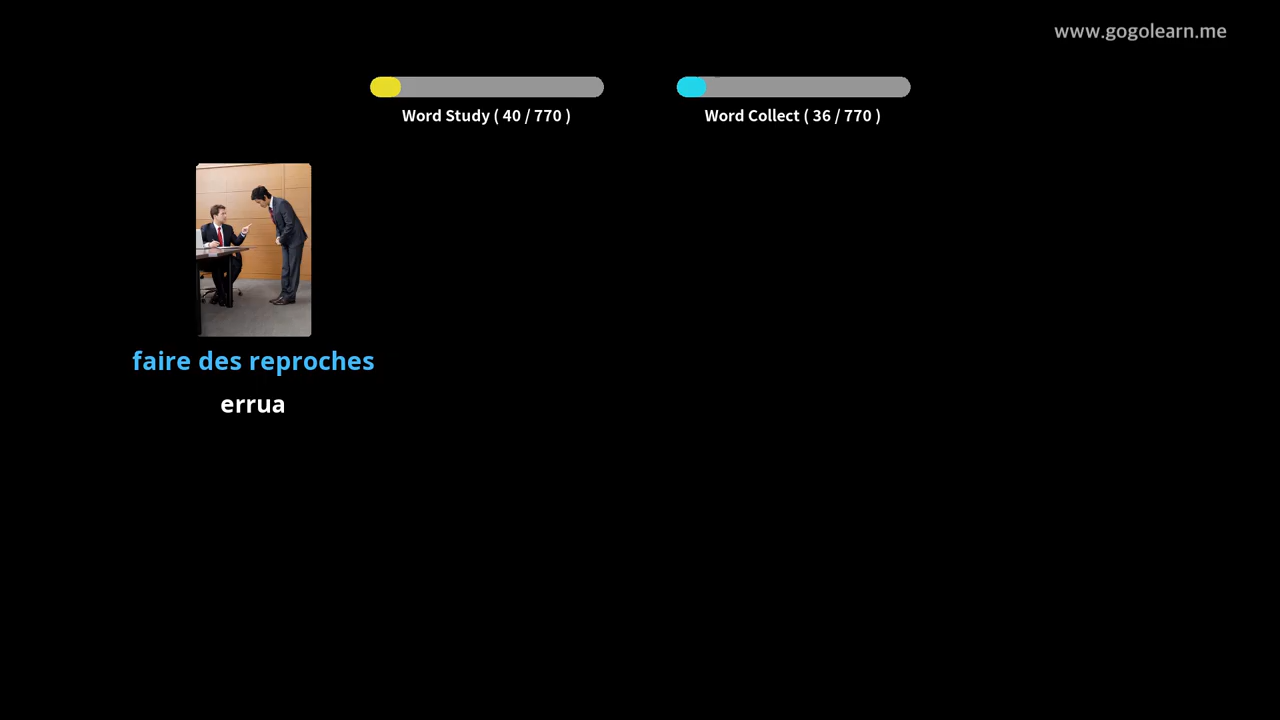 www.gogolearn.me
Word Study ( 40 / 770 )
Word Collect ( 36 / 770 )
faire des reproches
errua